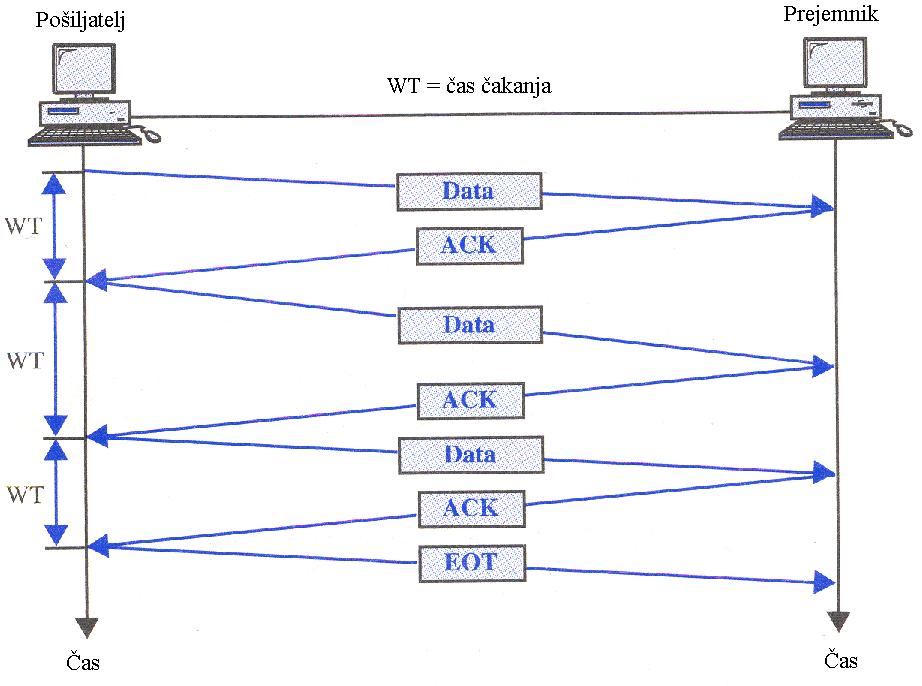 Pošiljatelj
Prejemnik
WT = čas čakanja
Data
WT
ACK
Data
WT
ACK
Data
WT
ACK
EOT
Čas
Čas